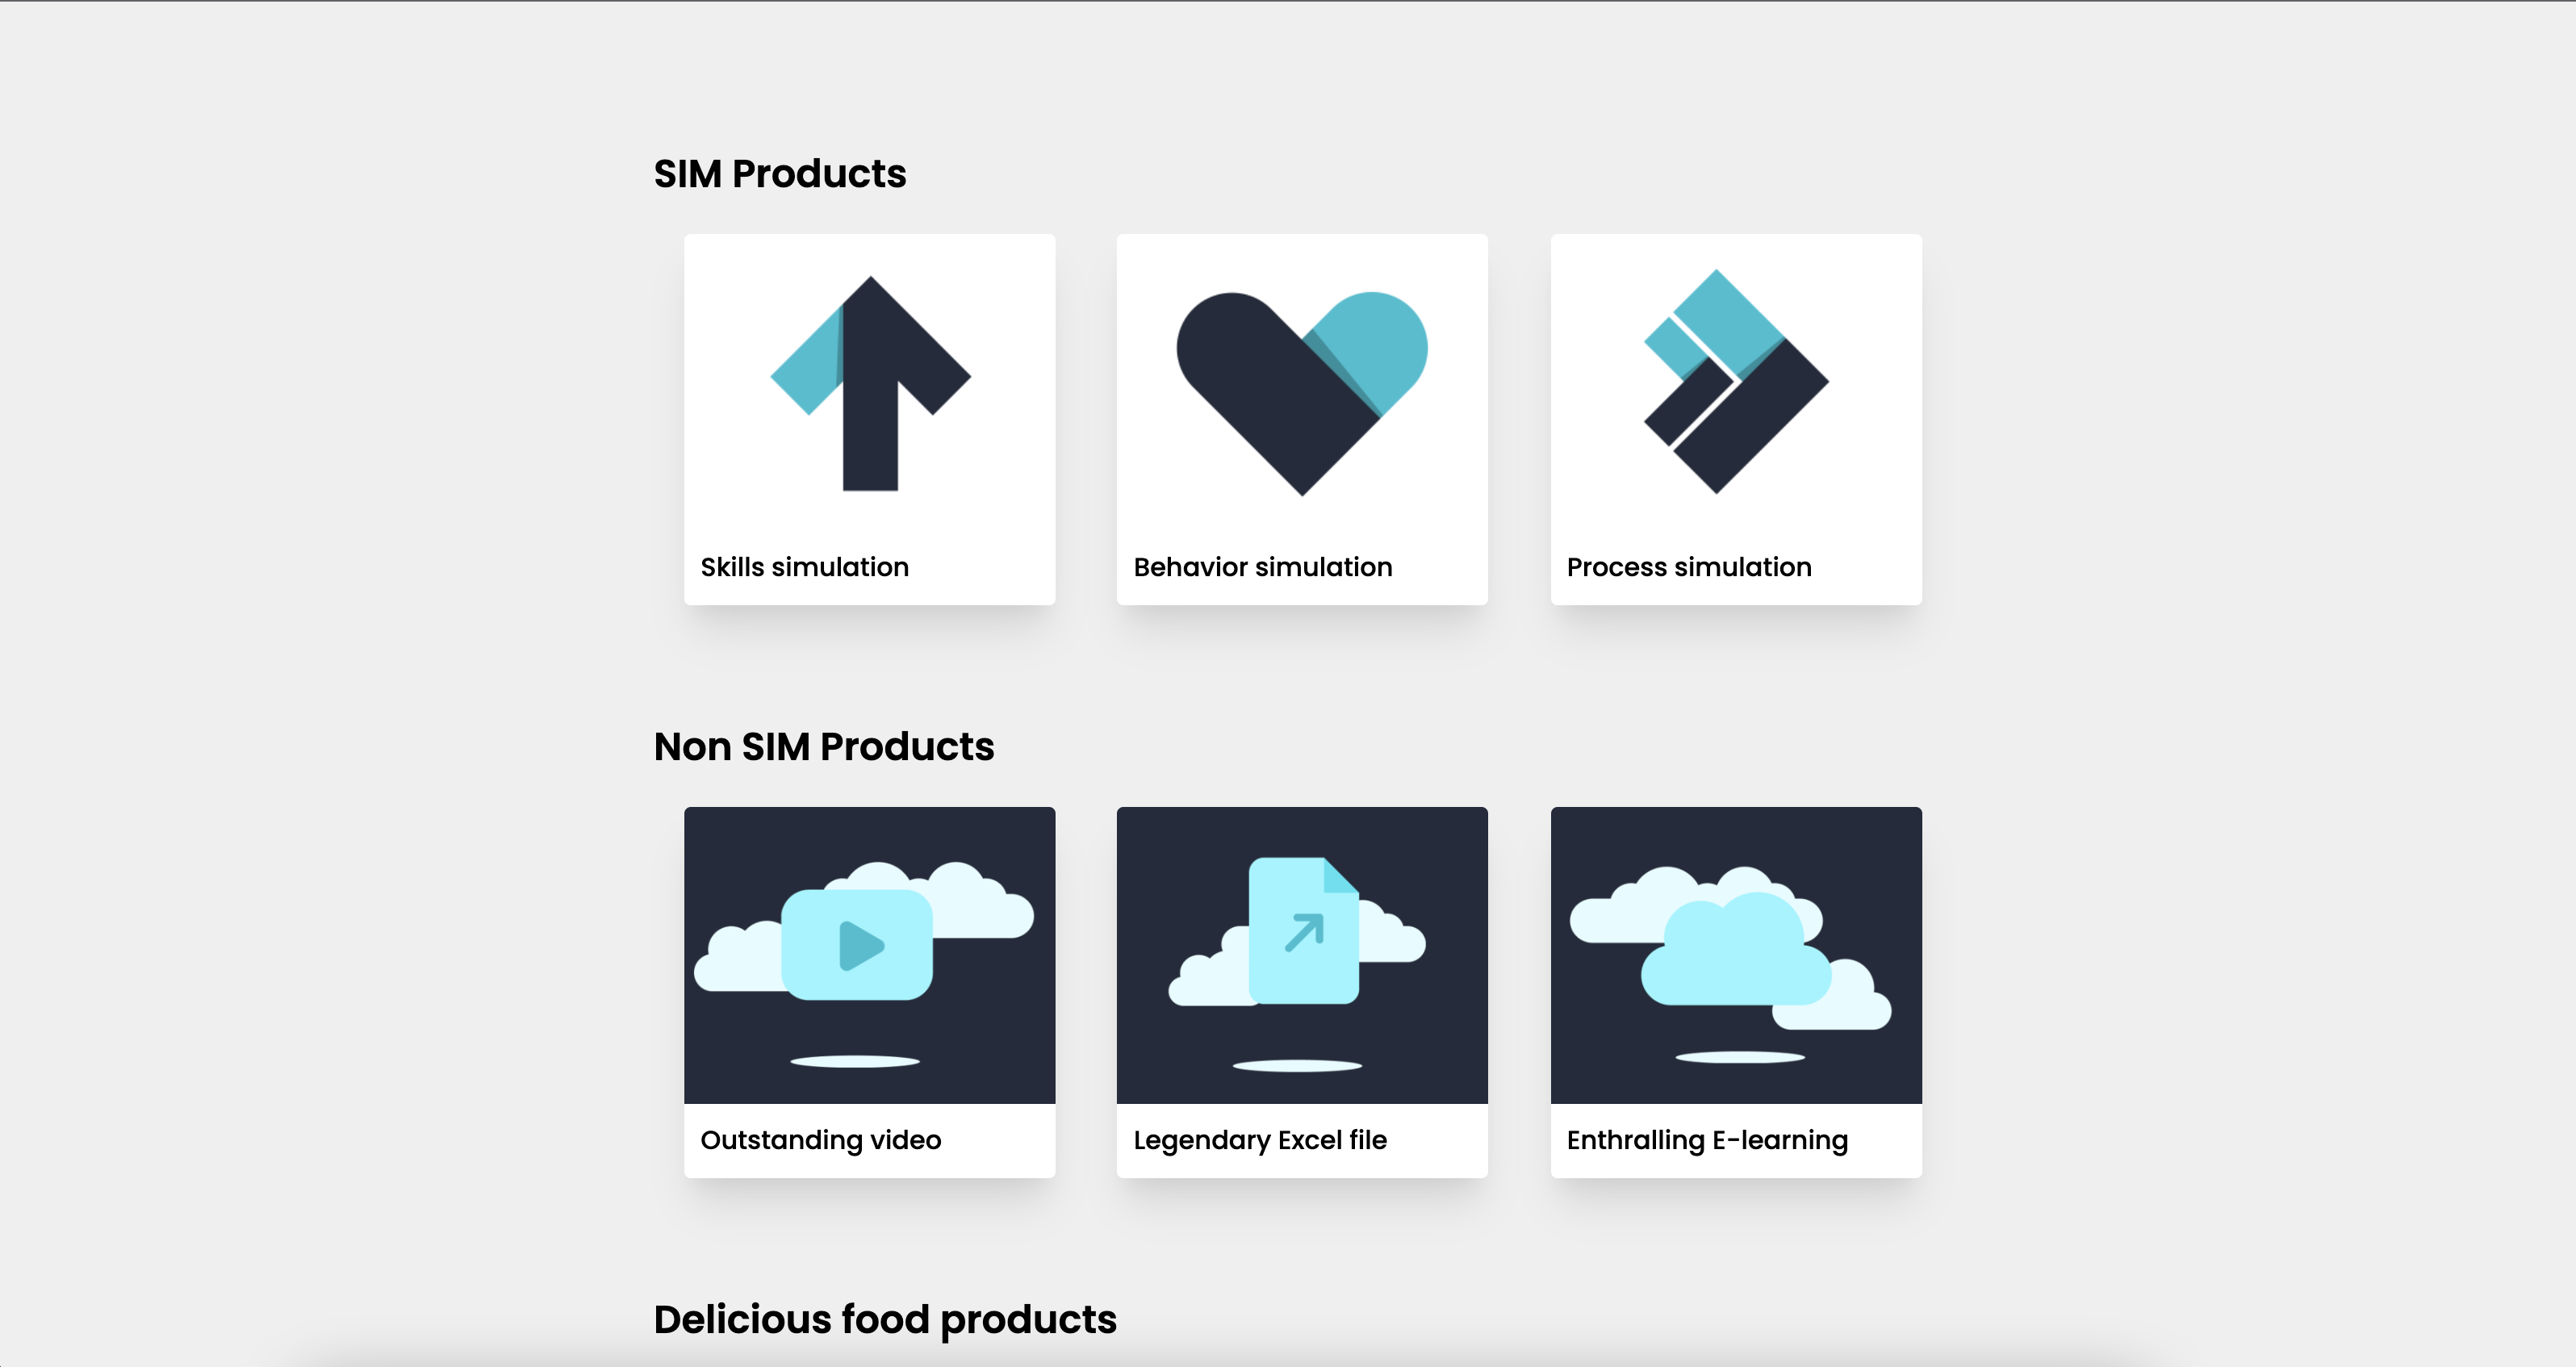 SIM Products
Skills simulation
Behavior simulation
Process simulation
Non SIM Products
Outstanding video
Legendary Excel file
Enthralling E-learning
Delicious food products